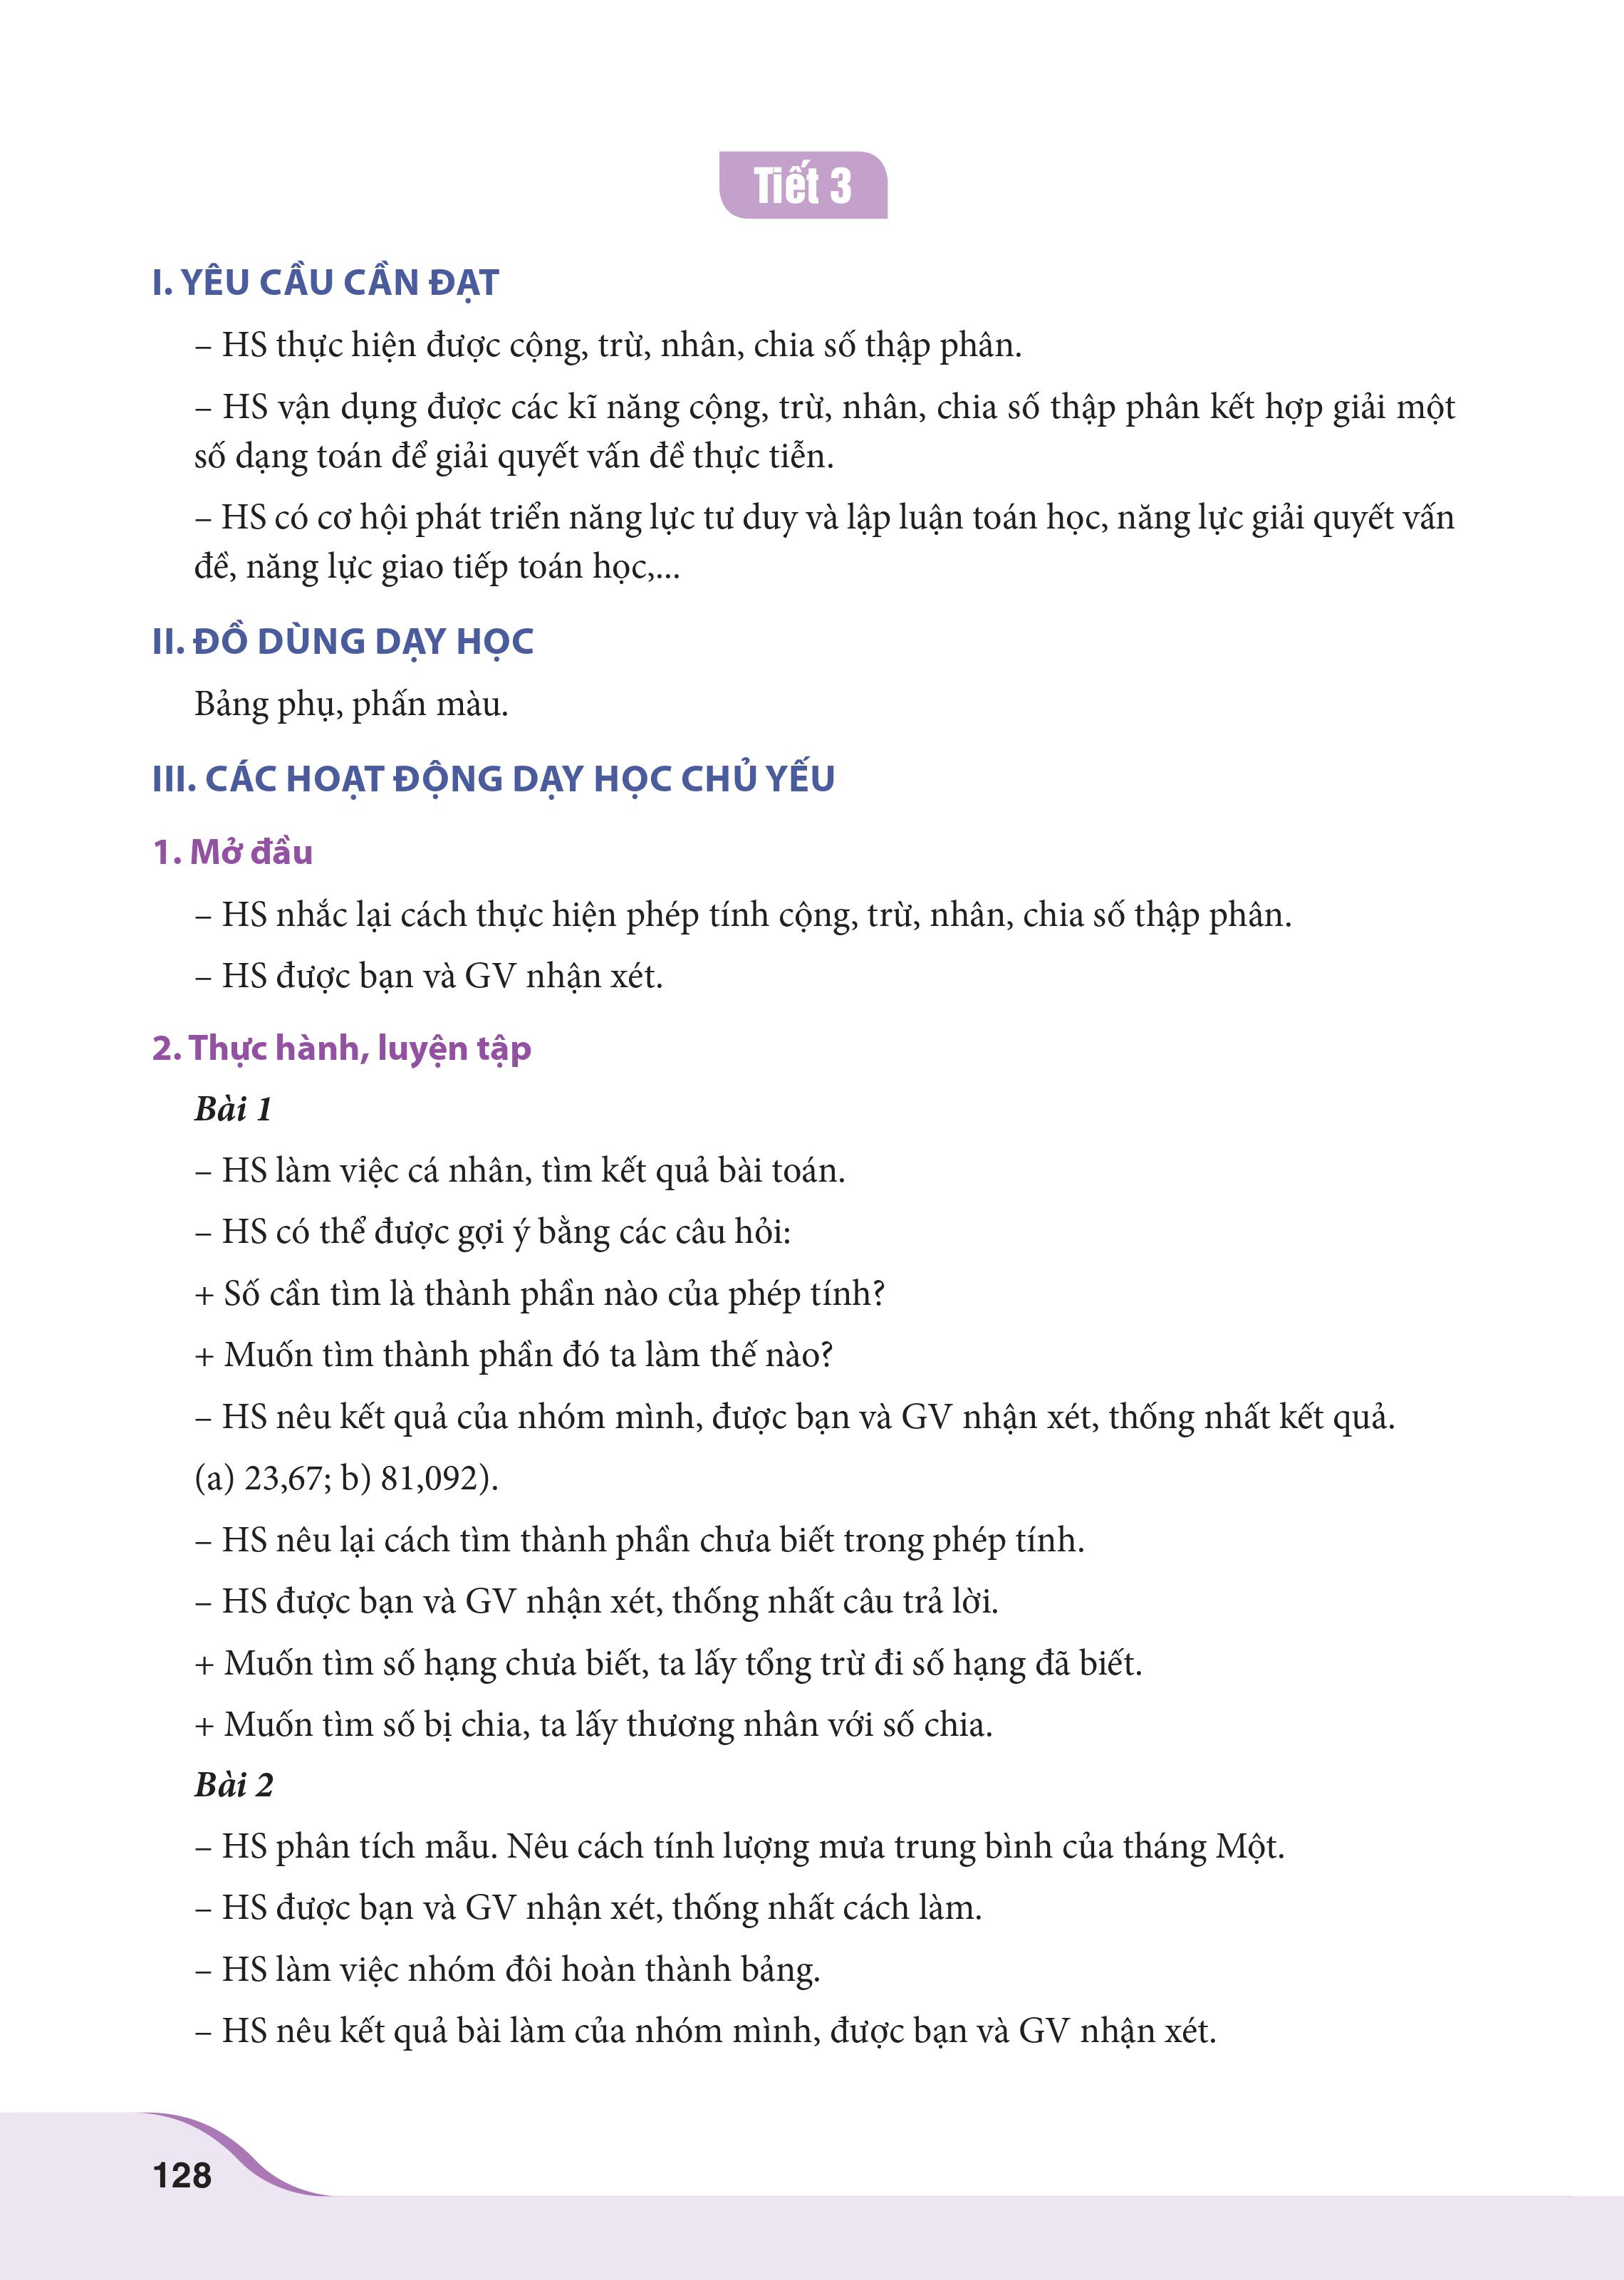 Tiết 3
I. YÊU CẦU CẦN ĐẠT
– HS thực hiện được cộng, trừ, nhân, chia số thập phân.
– HS vận dụng được các kĩ năng cộng, trừ, nhân, chia số thập phân kết hợp giải một
số dạng toán để giải quyết vấn đề thực tiễn.
– HS có cơ hội phát triển năng lực tư duy và lập luận toán học, năng lực giải quyết vấn
đề, năng lực giao tiếp toán học,...
II. ĐỒ DÙNG DẠY HỌC
Bảng phụ, phấn màu.
III. CÁC HOẠT ĐỘNG DẠY HỌC CHỦ YẾU
1. Mở đầu
– HS nhắc lại cách thực hiện phép tính cộng, trừ, nhân, chia số thập phân.
– HS được bạn và GV nhận xét.
2. Thực hành, luyện tập
Bài 1
– HS làm việc cá nhân, tìm kết quả bài toán.
– HS có thể được gợi ý bằng các câu hỏi:
+ Số cần tìm là thành phần nào của phép tính?
+ Muốn tìm thành phần đó ta làm thế nào?
– HS nêu kết quả của nhóm mình, được bạn và GV nhận xét, thống nhất kết quả.
(a) 23,67; b) 81,092).
– HS nêu lại cách tìm thành phần chưa biết trong phép tính.
– HS được bạn và GV nhận xét, thống nhất câu trả lời.
+ Muốn tìm số hạng chưa biết, ta lấy tổng trừ đi số hạng đã biết.
+ Muốn tìm số bị chia, ta lấy thương nhân với số chia.
Bài 2
– HS phân tích mẫu. Nêu cách tính lượng mưa trung bình của tháng Một.
– HS được bạn và GV nhận xét, thống nhất cách làm.
– HS làm việc nhóm đôi hoàn thành bảng.
– HS nêu kết quả bài làm của nhóm mình, được bạn và GV nhận xét.
128